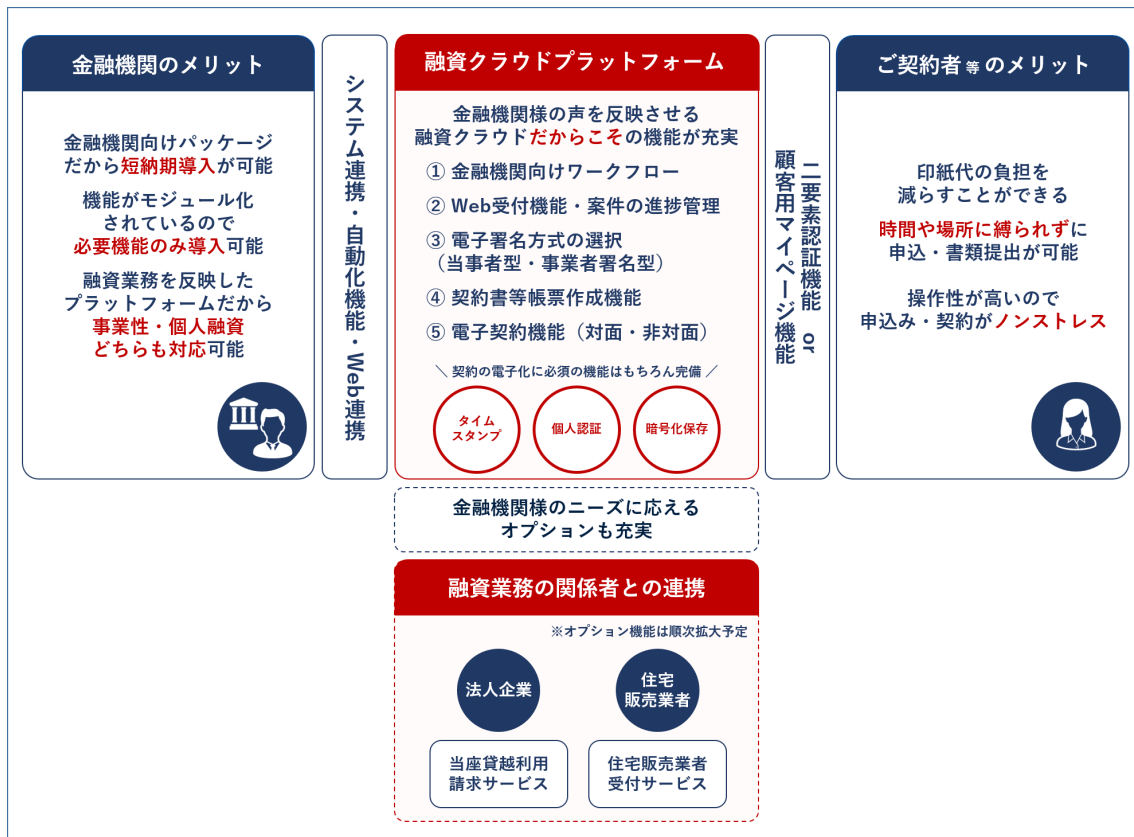 金融機関のメリット
金融機関向けパッケージ
だから短納期導入が可能
機能がモジュール化
されているので
必要機能のみ導入可能
融資業務を反映した
プラットフォームだから
事業性・個人融資
どちらも対応可能
システム連携・自動化機能・Web連携
融資クラウドプラットフォーム
金融機関様の声を反映させる
融資クラウドだからこその機能が充実
① 金融機関向けワークフロー
② Web受付機能・案件の進捗管理
③ 電子署名方式の選択
（当事者型・事業者署名型）
④ 契約書等帳票作成機能
⑤ 電子契約機能（対面・非対面）
＼ 契約の電子化に必須の機能はもちろん完備 ／
タイム
スタンプ
個人認証
暗号化保存
二要素認証機能 or
顧客用マイページ機能
ご契約者等のメリット
印紙代の負担を
減らすことができる
時間や場所に縛られずに
申込・書類提出が可能
操作性が高いので
申込み・契約がノンストレス
金融機関様のニーズに応える
オプションも充実
融資業務の関係者との連携
※オプション機能は順次拡大予定
法人企業
住宅
販売業者
当座貸越利用
請求サービス
住宅販売業者
受付サービス